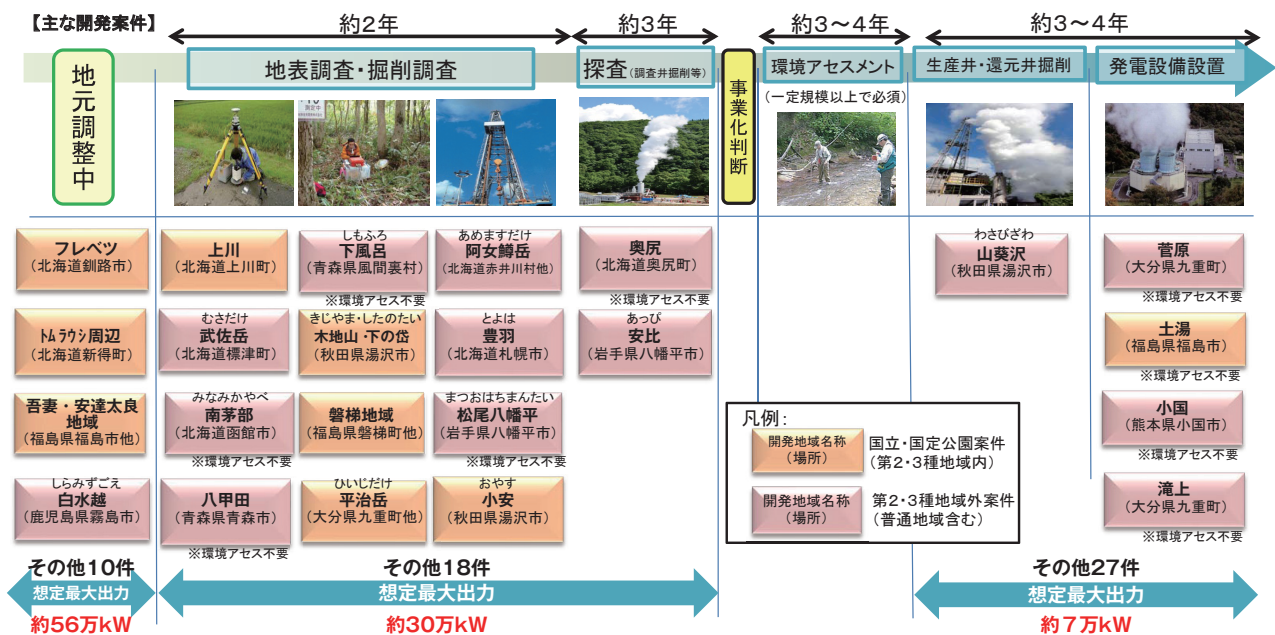 【主な開発案件】
約2年
約3年
約3～4年
約3～4年
地元調整中
地表調査・掘削調査
探査(調査井掘削等)
事業化判断
環境アセスメント
(一定規模以上で必須)
生産井・還元井掘削
発電設備設置
フレベツ
(北海道釧路市)
トムラウシ周辺
(北海道新得町)
吾妻・安達太良
地域
(福島県福島市他)
しらみずごえ
白水越
(鹿児島県霧島市)
上川
(北海道上川町)
むさだけ
武佐岳
(北海道標津町)
みなみかやべ
南茅部
(北海道函館市)
※環境アセス不要
八甲田
(青森県青森市)
※環境アセス不要
しもふろ
下風呂
(青森県風間裏村)
※環境アセス不要
きじやま・したのたい
木地山・下の岱
(秋田県湯沢市)
磐梯地域
(福島県磐梯町他)
ひいじだけ
平治岳
(大分県九重町他)
あめますだけ
阿女鱒岳
(北海道赤井川村他)
とよは
豊羽
(北海道札幌市)
まつおはちまんたい
松尾八幡平
(岩手県八幡平市)
※環境アセス不要
おやす
小安
(秋田県湯沢市)
奥尻
(北海道奥尻町)
※環境アセス不要
あっぴ
安比
(岩手県八幡平市)
わさびざわ
山葵沢
(秋田県湯沢市)
菅原
(大分県九重町)
※環境アセス不要
土湯
(福島県福島市)
※環境アセス不要
小国
(熊本県小国市)
※環境アセス不要
滝上
(大分県九重町)
※環境アセス不要
凡例:
開発地域名称
(場所)
国立・国定公園案件
(第2・3種地域内)
開発地域名称
(場所)
第2・3種地域外案件
(普通地域含む)
その他10件
想定最大出力
約56万kW
その他18件
想定最大出力
約30万kW
その他27件
想定最大出力
約7万kW